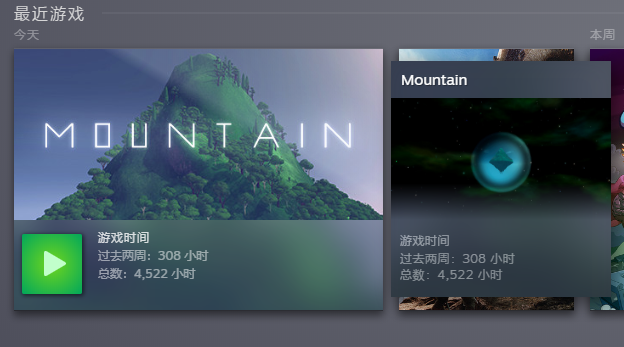 最近游戏
今天
本周
MOUNTAIN
游戏时间
过去两周：308 小时
总数：4,522 小时
Mountain
游戏时间
过去两周：308 小时
总数：4,522 小时